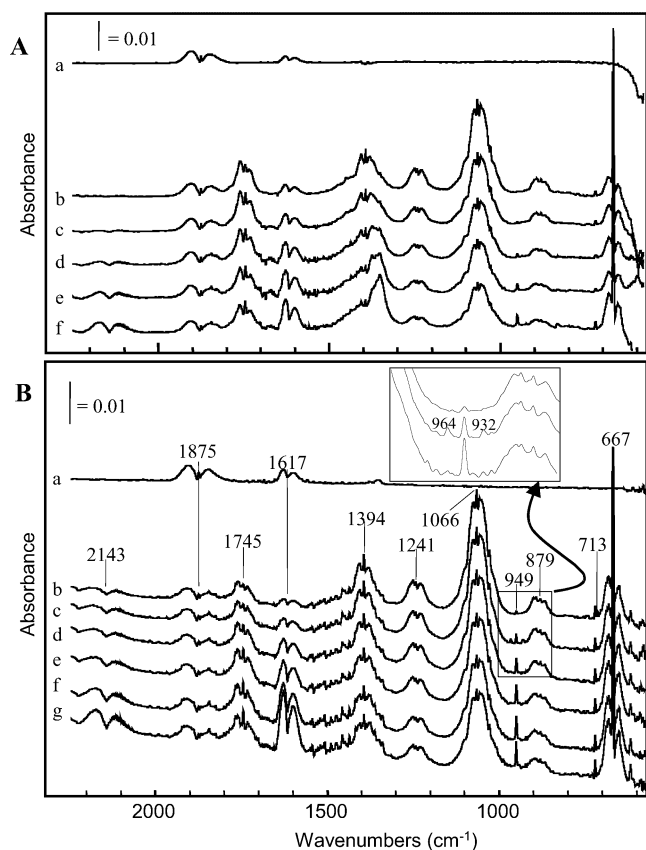 A
= 0.01
a
b
c
d
e
f
Absorbance
B
= 0.01
964 932
667
1875
1617
a
1066
1394
1241
1745
2143
713
949
879
b
c
d
e
f
g
Absorbance
2000 1500 1000
Wavenumbers (cm-1)